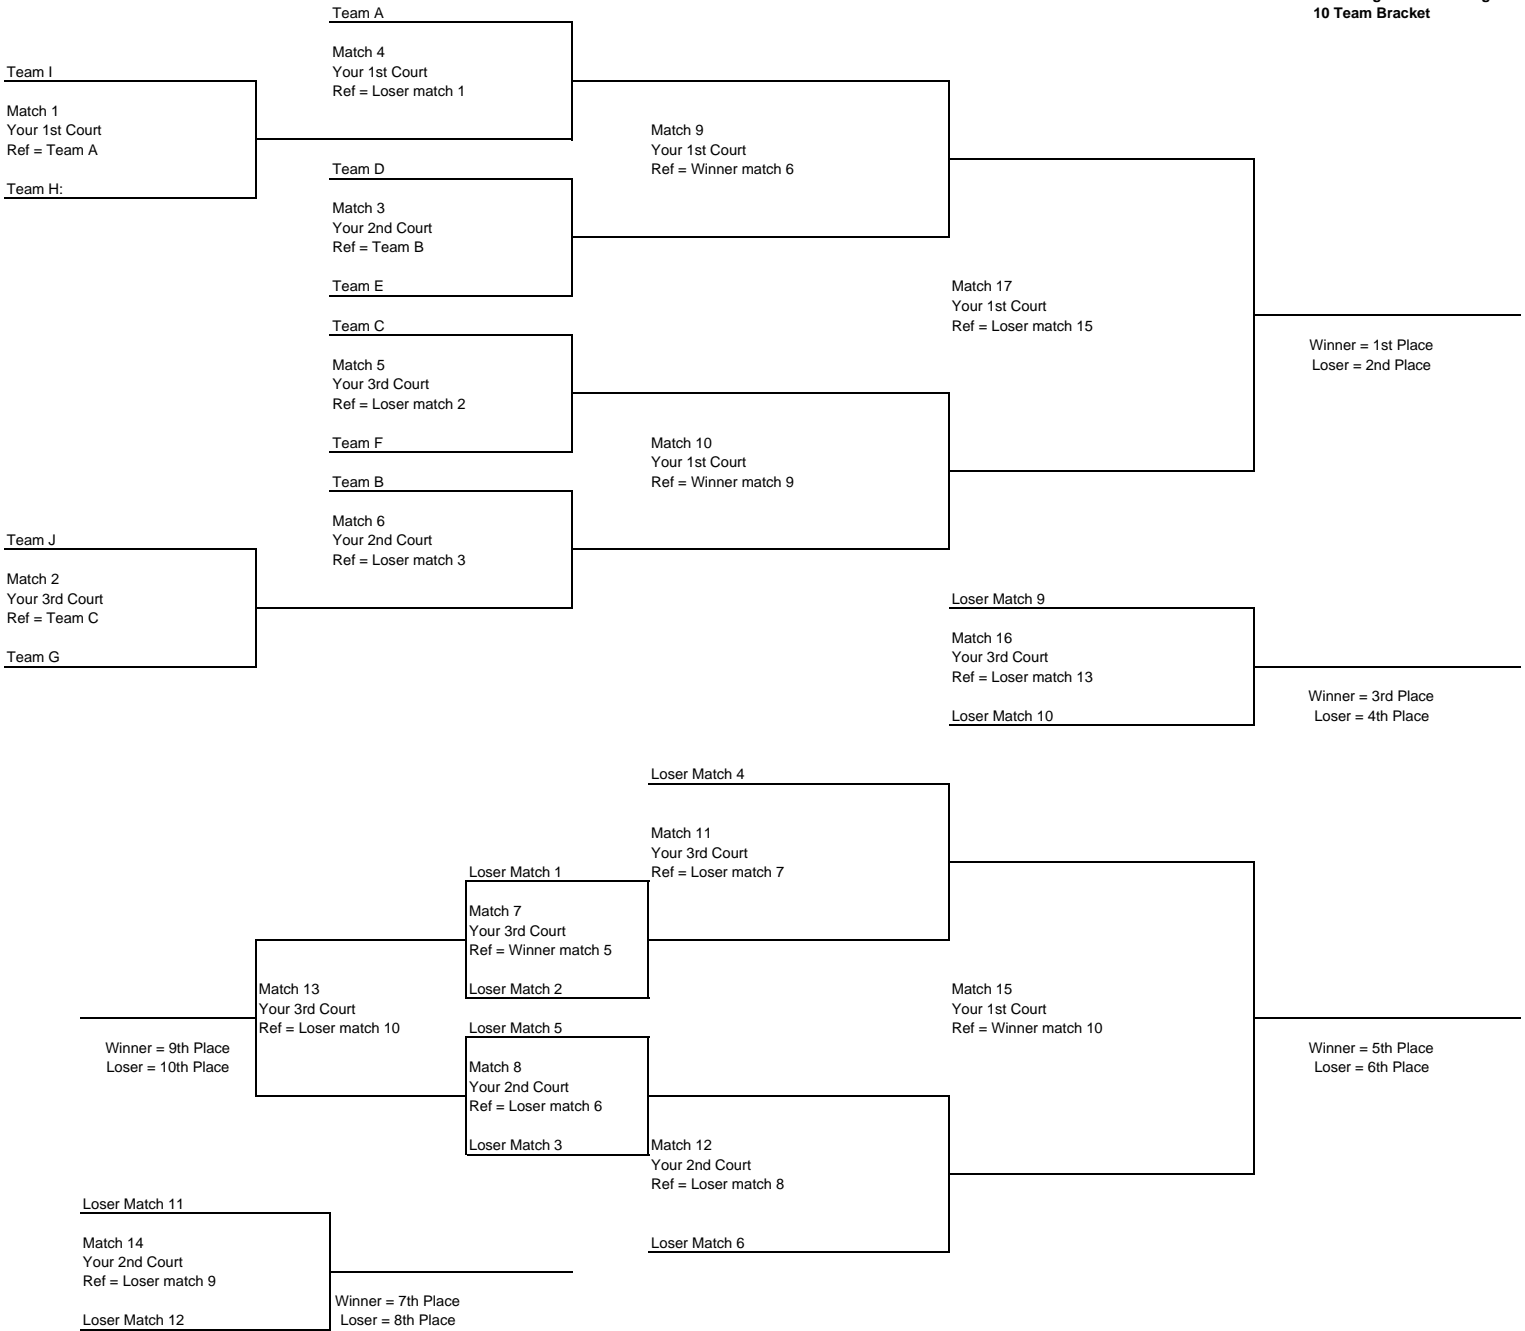 10 Team Bracket
Team A
Match 4
Your 1st Court
Ref = Loser match 1
Team I
Match 1
Your 1st Court
Ref = Team A
Team H:
Match 9
Your 1st Court
Ref = Winner match 6
Team D
Match 3
Your 2nd Court
Ref = Team B
Team E
Match 17
Your 1st Court
Ref = Loser match 15
Winner = 1st Place
Loser = 2nd Place
Team C
Match 5
Your 3rd Court
Ref = Loser match 2
Team F
Match 10
Your 1st Court
Ref = Winner match 9
Team B
Match 6
Your 2nd Court
Ref = Loser match 3
Team J
Match 2
Your 3rd Court
Ref = Team C
Team G
Loser Match 9
Match 16
Your 3rd Court
Ref = Loser match 13
Loser Match 10
Winner = 3rd Place
Loser = 4th Place
Loser Match 4
Match 11
Your 3rd Court
Ref = Loser match 7
Loser Match 1
Match 7
Your 3rd Court
Ref = Winner match 5
Loser Match 2
Match 13
Your 3rd Court
Ref = Loser match 10
Winner = 9th Place
Loser = 10th Place
Loser Match 5
Match 8
Your 2nd Court
Ref = Loser match 6
Loser Match 3
Match 15
Your 1st Court
Ref = Winner match 10
Winner = 5th Place
Loser = 6th Place
Match 12
Your 2nd Court
Ref = Loser match 8
Loser Match 6
Loser Match 11
Match 14
Your 2nd Court
Ref = Loser match 9
Loser Match 12
Winner = 7th Place
Loser = 8th Place